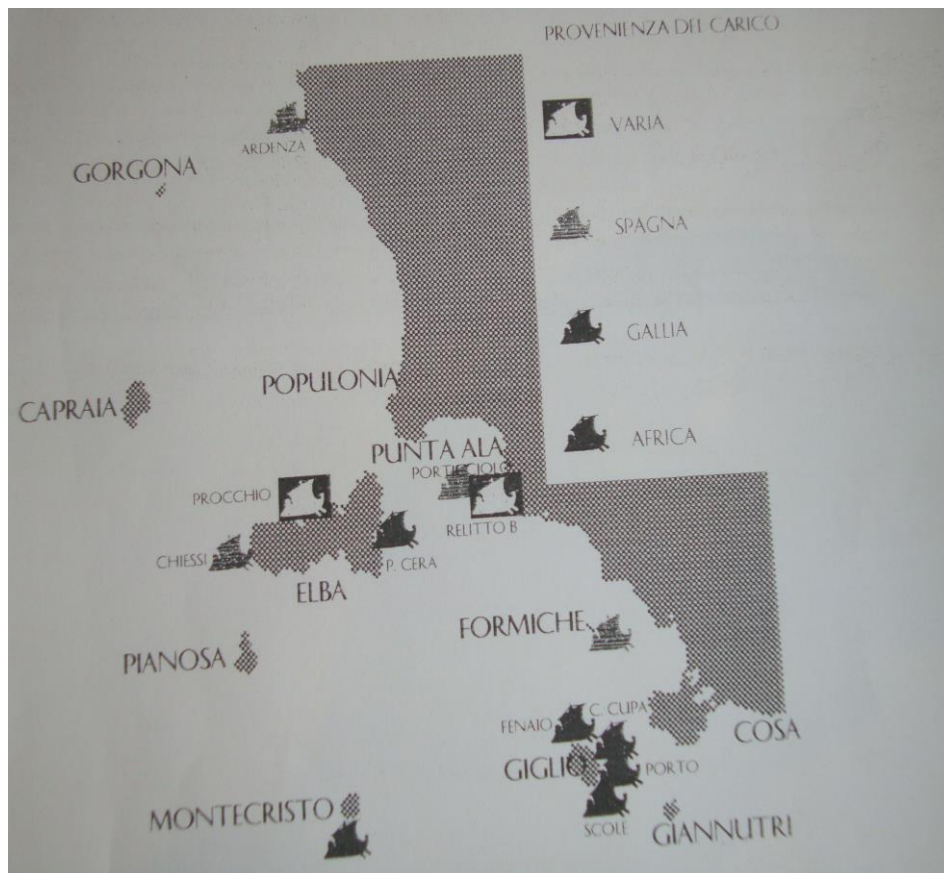 PROVENIENZA DEL CARICO
VARIA
ARDENZA
GORGONA
SPAGNA
GALLIA
POPULONIA
CAPRAIA
AFRICA
PUNTA ALA
PORTICCIOLO
PROCCHIO
RELITTO B
CHIESSI
P. CERA
ELBA
FORMICHE
PIANOSA
C. CUPA
FENAIO
COSA
GIGLIO
PORTO
MONTECRISTO
SCOLE
GIANNUTRI